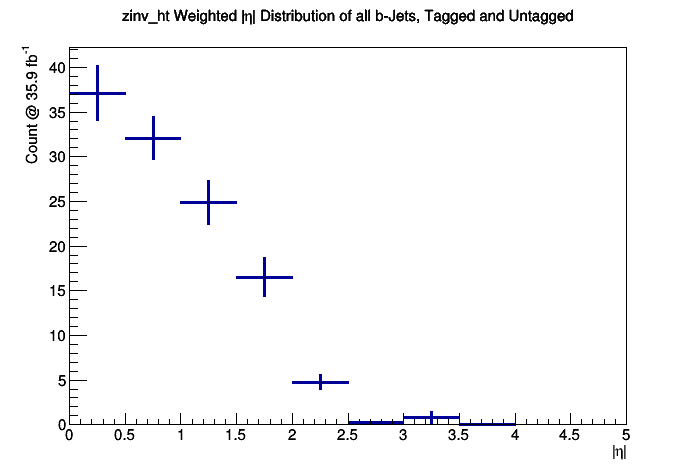 zinv_ht Weighted |η| Distribution of all b-Jets, Tagged and Untagged
Count @ 35.9 fb⁻¹
40
35
30
25
20
15
10
5
0
0 0.5 1 1.5 2 2.5 3 3.5 4 4.5 5
|η|